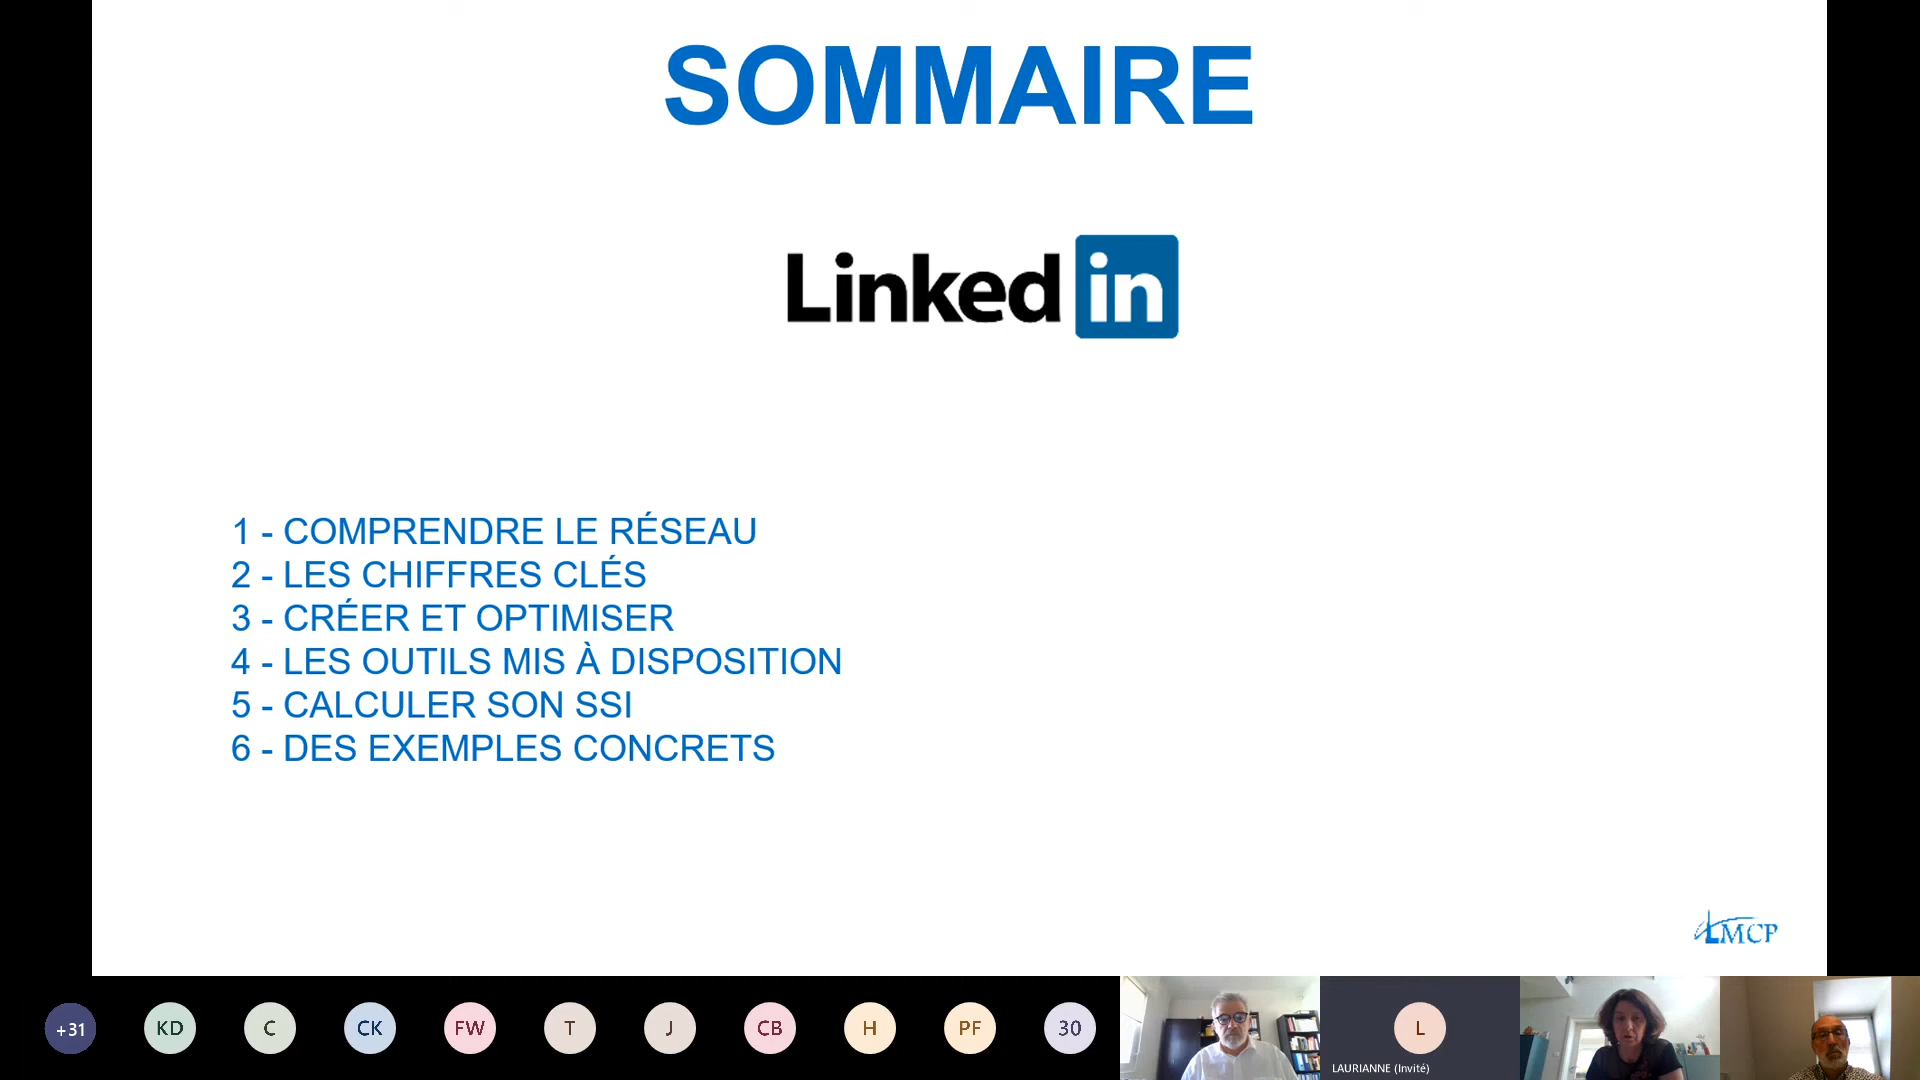 SOMMAIRE
Linked in
1 - COMPRENDRE LE RÉSEAU
2 - LES CHIFFRES CLÉS
3 - CRÉER ET OPTIMISER
4 - LES OUTILS MIS À DISPOSITION
5 - CALCULER SON SSI
6 - DES EXEMPLES CONCRETS
LMCP
+31 KD C CK FW T J CB H PF 30 L
LAURIANNE (Invité)